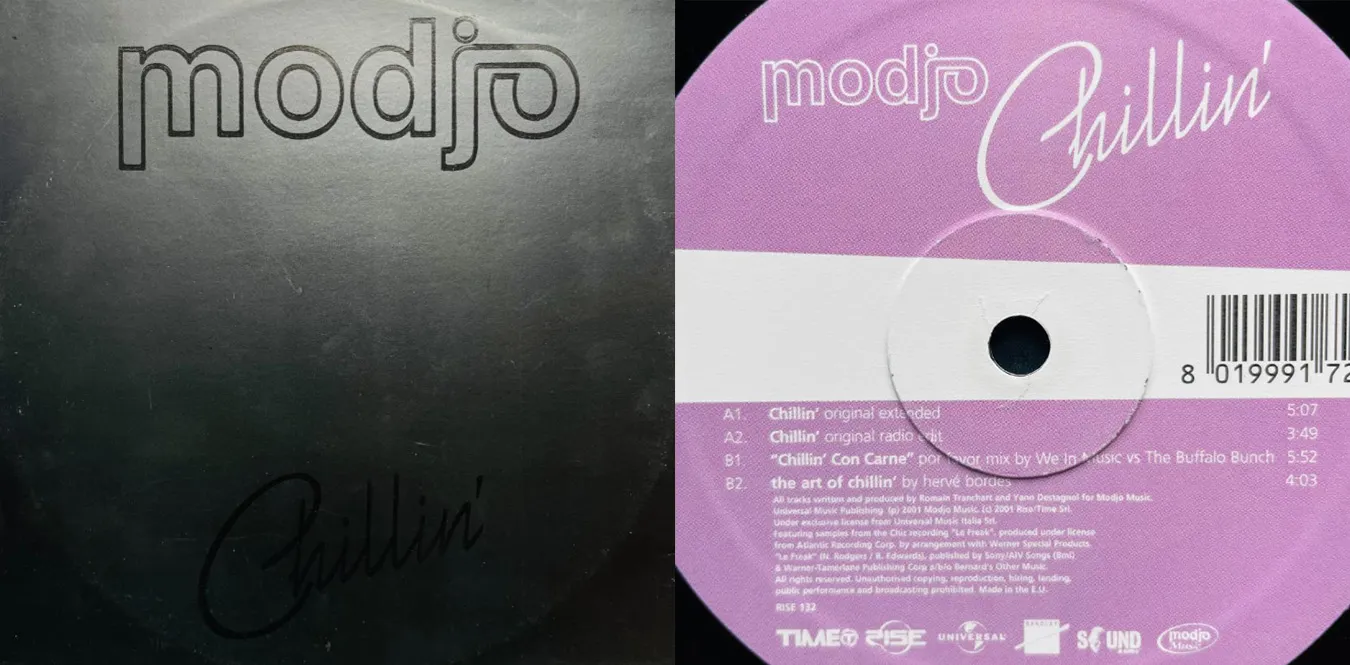 modjo
Chillin'
modjo Chillin'
8 019991 72
A1. Chillin' original extended 5:07
A2. Chillin' original radio edit 3:49
B1. "Chillin' Con Carne" por favor mix by We In Music vs The Buffalo Bunch 5:52
B2. the art of chillin' by hervé bordes 4:03
All tracks written and produced by Romain Tranchart and Yann Destagnol for Modjo Music.
Universal Music Publishing. (p) 2001 Modjo Music. (c) 2001 Rise/Time Srl.
Under exclusive license from Universal Music Italia Srl.
Featuring samples from the Chic recording "Le Freak", produced under license
from Atlantic Recording Corp. by arrangement with Warner Special Products.
"Le Freak" (N. Rodgers / B. Edwards), published by Sony/ATV Songs (Bmi)
& Warner-Tamerlane Publishing Corp a/b/o Bernard's Other Music.
All rights reserved. Unauthorised copying, reproduction, hiring, lending,
public performance and broadcasting prohibited. Made in the E.U.
RISE 132
TIME RISE UNIVERSAL SOUND modjo Music